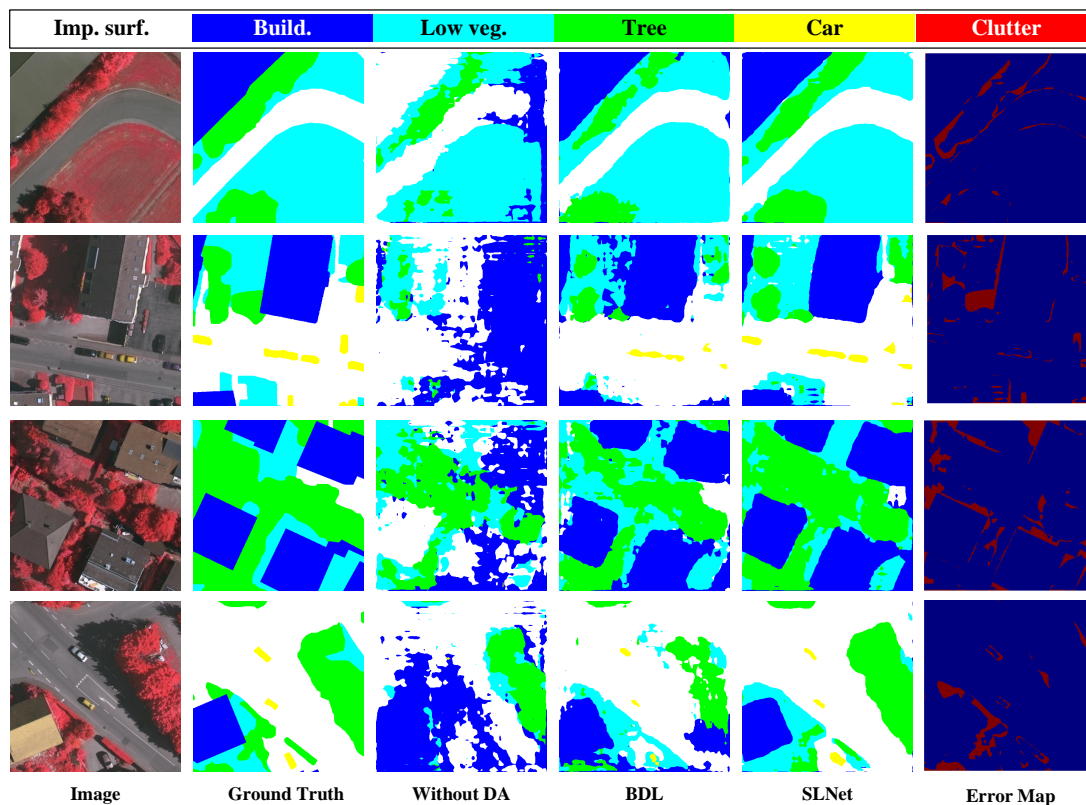 Imp. surf. Build. Low veg. Tree Car Clutter
Image Ground Truth Without DA BDL SLNet Error Map